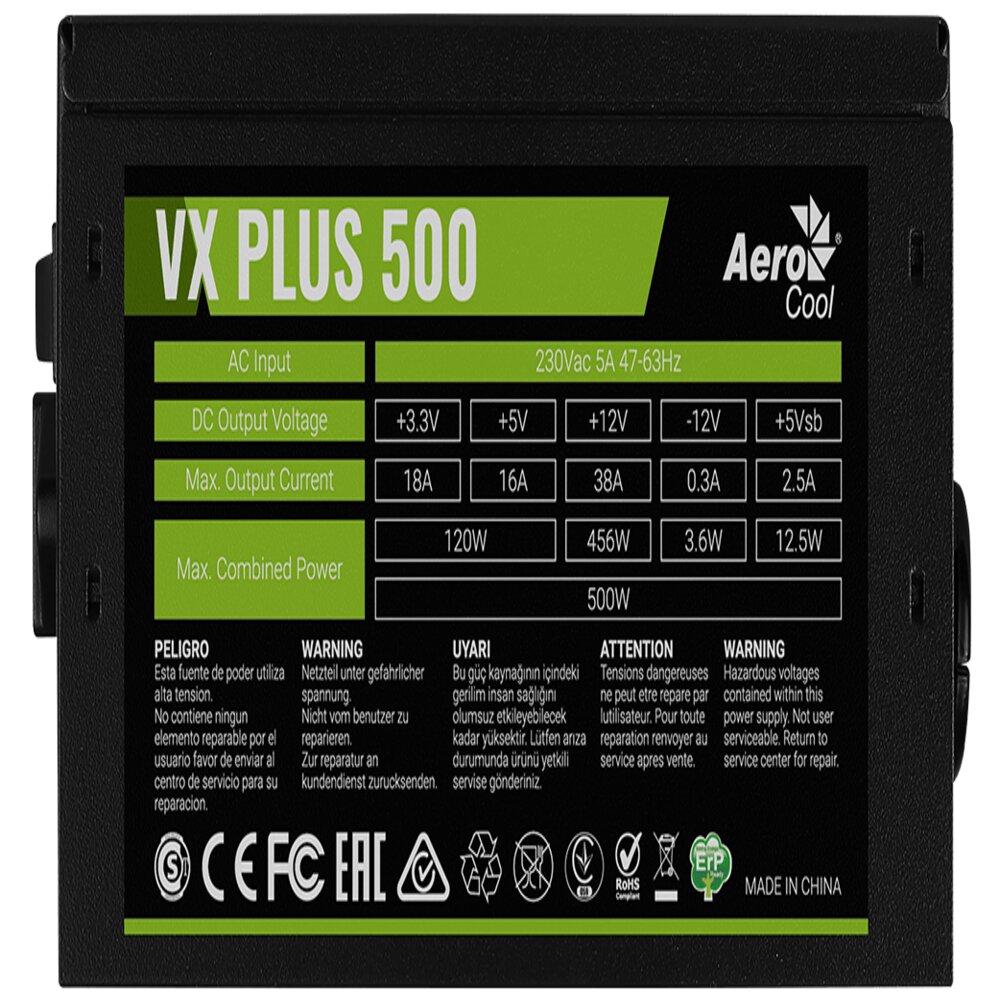 VX PLUS 500
Aero
Cool
®
AC Input 230Vac 5A 47-63Hz
DC Output Voltage +3.3V +5V +12V -12V +5Vsb
Max. Output Current 18A 16A 38A 0.3A 2.5A
Max. Combined Power 120W 456W 3.6W 12.5W
500W
PELIGRO
Esta fuente de poder utiliza
alta tension.
No contiene ningun
elemento reparable por el
usuario favor de enviar al
centro de servicio para su
reparacion.
WARNING
Netzteil unter gefahrlicher
spannung.
Nicht vom benutzer zu
reparieren.
Zur reparatur an
kundendienst zurucksenden.
UYARI
Bu güç kaynağının içindeki
gerilim insan sağlığını
olumsuz etkileyebilecek
kadar yüksektir. Lütfen arıza
durumunda ürünü yetkili
servise gönderiniz.
ATTENTION
Tensions dangereuses
ne peut etre repare par
lutilisateur. Pour toute
reparation renvoyer au
service apres vente.
WARNING
Hazardous voltages
contained within this
power supply. Not user
serviceable. Return to
service center for repair.
S CE FC EAC
RoHS
Compliant
ErP
Ready
MADE IN CHINA